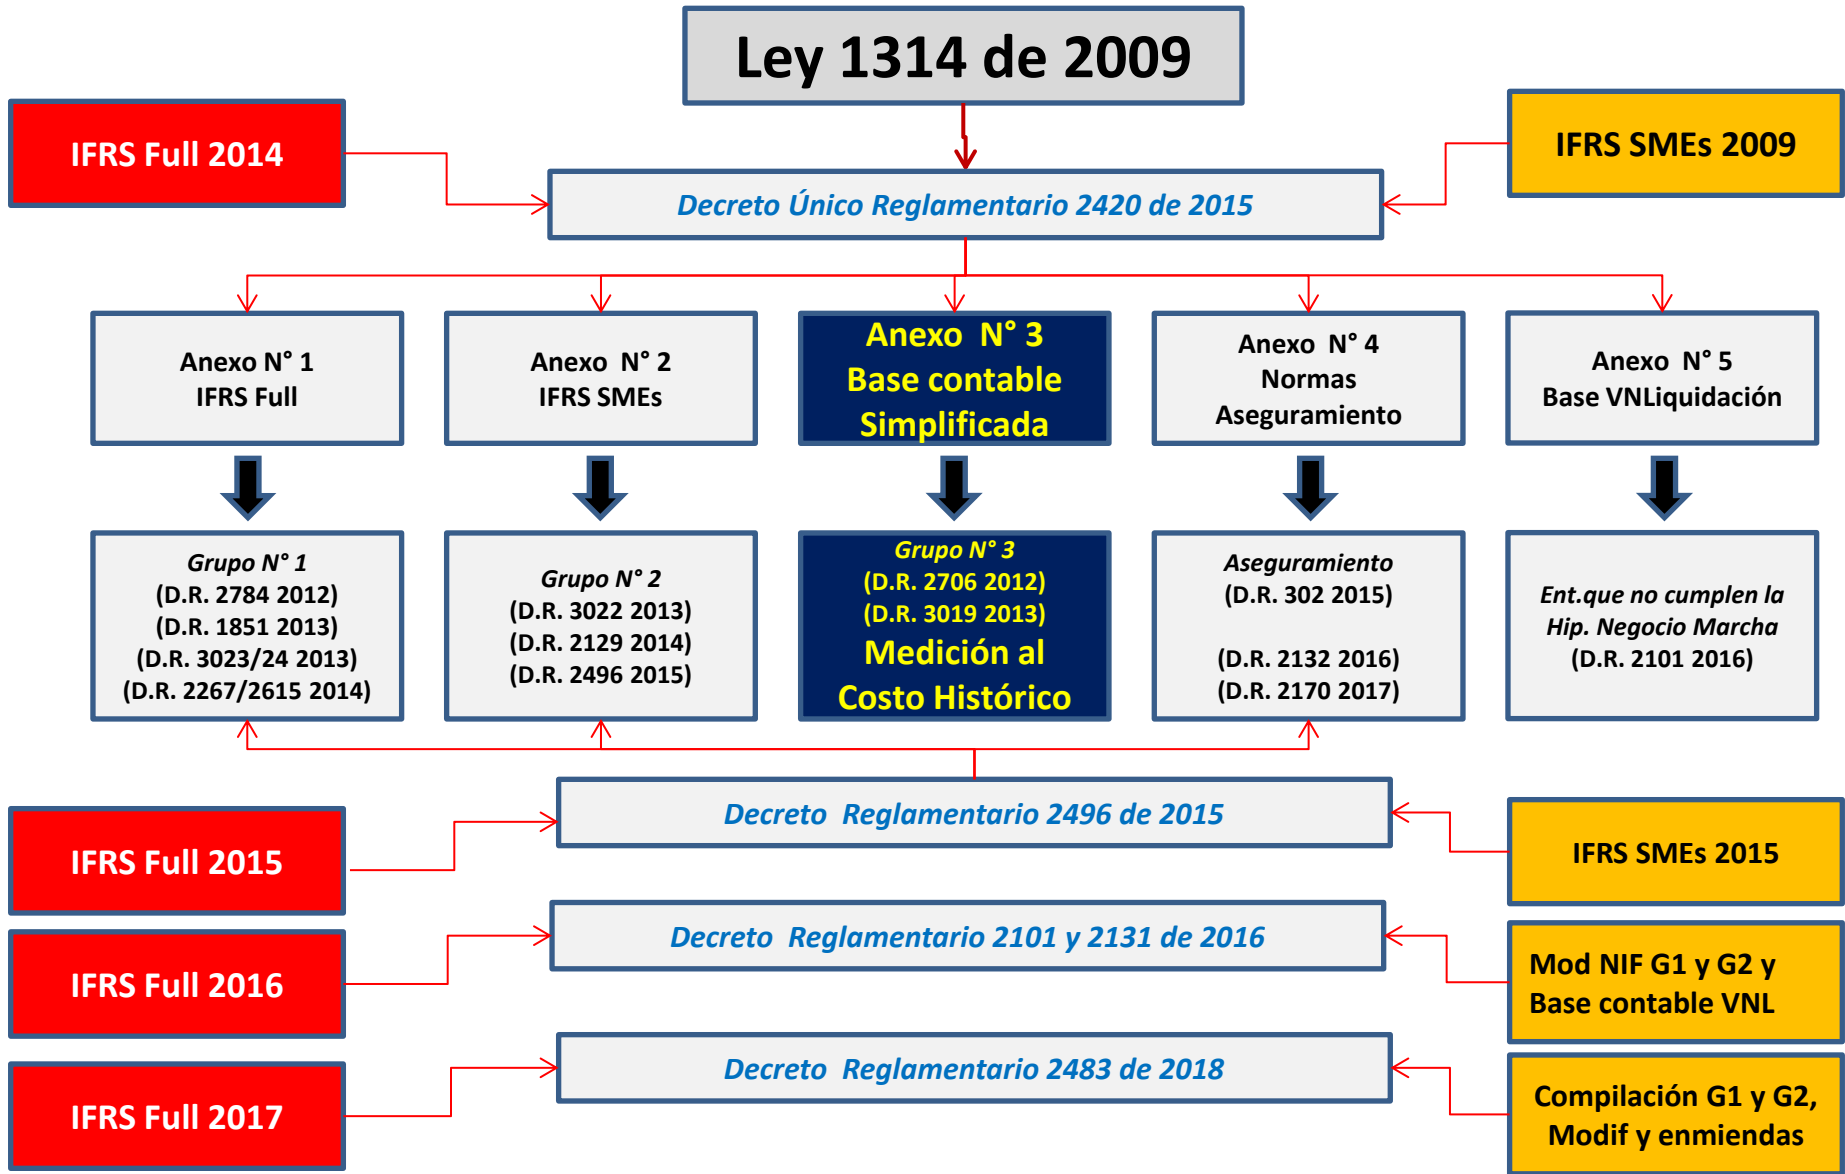 Ley 1314 de 2009
IFRS Full 2014
IFRS SMEs 2009
Decreto Único Reglamentario 2420 de 2015
Anexo N° 1
IFRS Full
Anexo N° 2
IFRS SMEs
Anexo N° 3
Base contable
Simplificada
Anexo N° 4
Normas
Aseguramiento
Anexo N° 5
Base VNLiquidación
Grupo N° 1
(D.R. 2784 2012)
(D.R. 1851 2013)
(D.R. 3023/24 2013)
(D.R. 2267/2615 2014)
Grupo N° 2
(D.R. 3022 2013)
(D.R. 2129 2014)
(D.R. 2496 2015)
Grupo N° 3
(D.R. 2706 2012)
(D.R. 3019 2013)
Medición al
Costo Histórico
Aseguramiento
(D.R. 302 2015)
(D.R. 2132 2016)
(D.R. 2170 2017)
Ent.que no cumplen la
Hip. Negocio Marcha
(D.R. 2101 2016)
Decreto Reglamentario 2496 de 2015
IFRS Full 2015
IFRS SMEs 2015
Decreto Reglamentario 2101 y 2131 de 2016
IFRS Full 2016
Mod NIF G1 y G2 y
Base contable VNL
Decreto Reglamentario 2483 de 2018
IFRS Full 2017
Compilación G1 y G2,
Modif y enmiendas